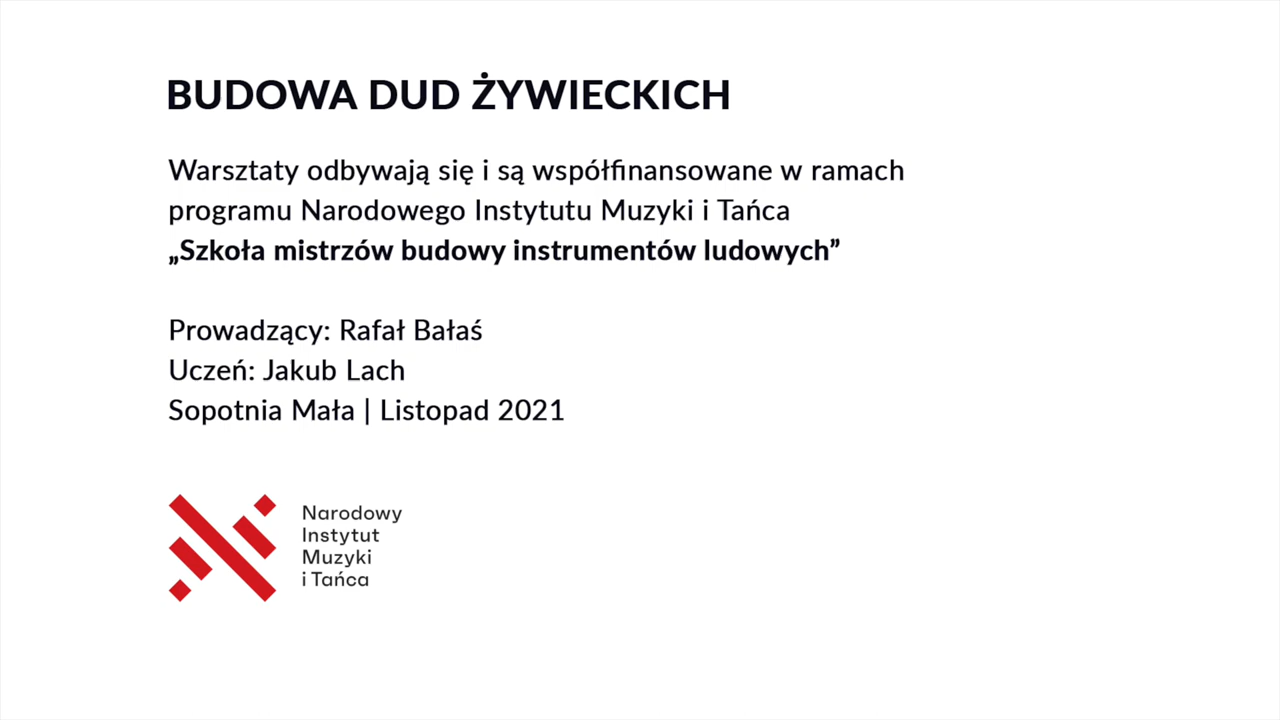 BUDOWA DUD ŻYWIECKICH
Warsztaty odbywają się i są współfinansowane w ramach
programu Narodowego Instytutu Muzyki i Tańca
„Szkoła mistrzów budowy instrumentów ludowych”
Prowadzący: Rafał Bałaś
Uczeń: Jakub Lach
Sopotnia Mała | Listopad 2021
Narodowy
Instytut
Muzyki
i Tańca